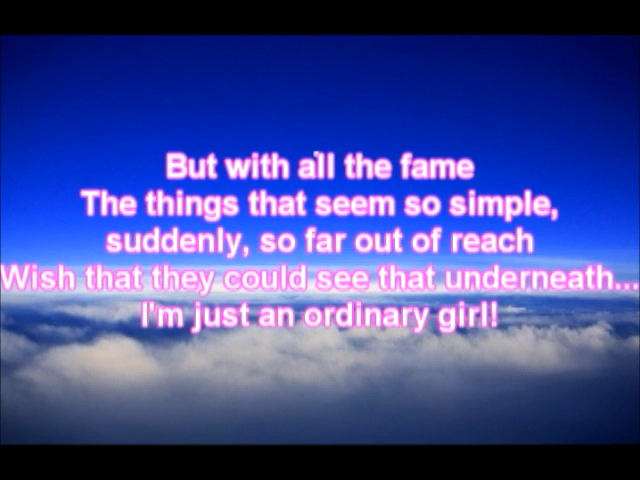 But with all the fame
The things that seem so simple,
suddenly, so far out of reach
Wish that they could see that underneath...
I'm just an ordinary girl!